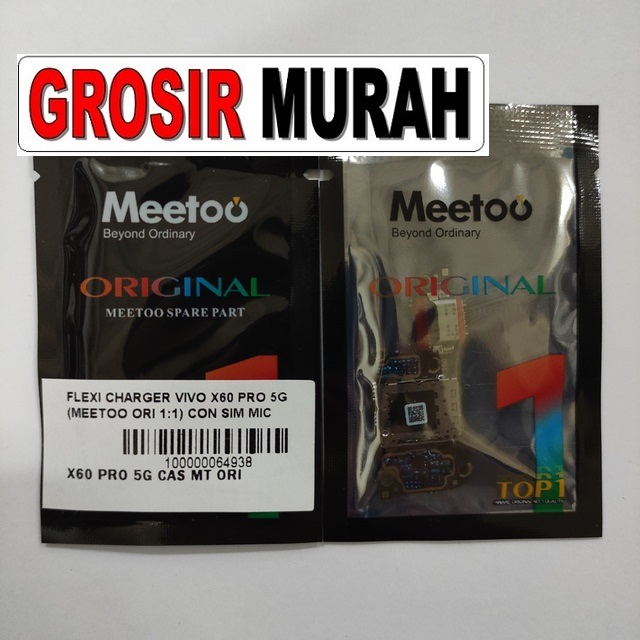 GROSIR MURAH
Meetoo
Beyond Ordinary
ORIGINAL
MEETOO SPARE PART
FLEXI CHARGER VIVO X60 PRO 5G
(MEETOO ORI 1:1) CON SIM MIC
100000064938
X60 PRO 5G CAS MT ORI
Meetoo
Beyond Ordinary
ORIGINAL
1
TOP1